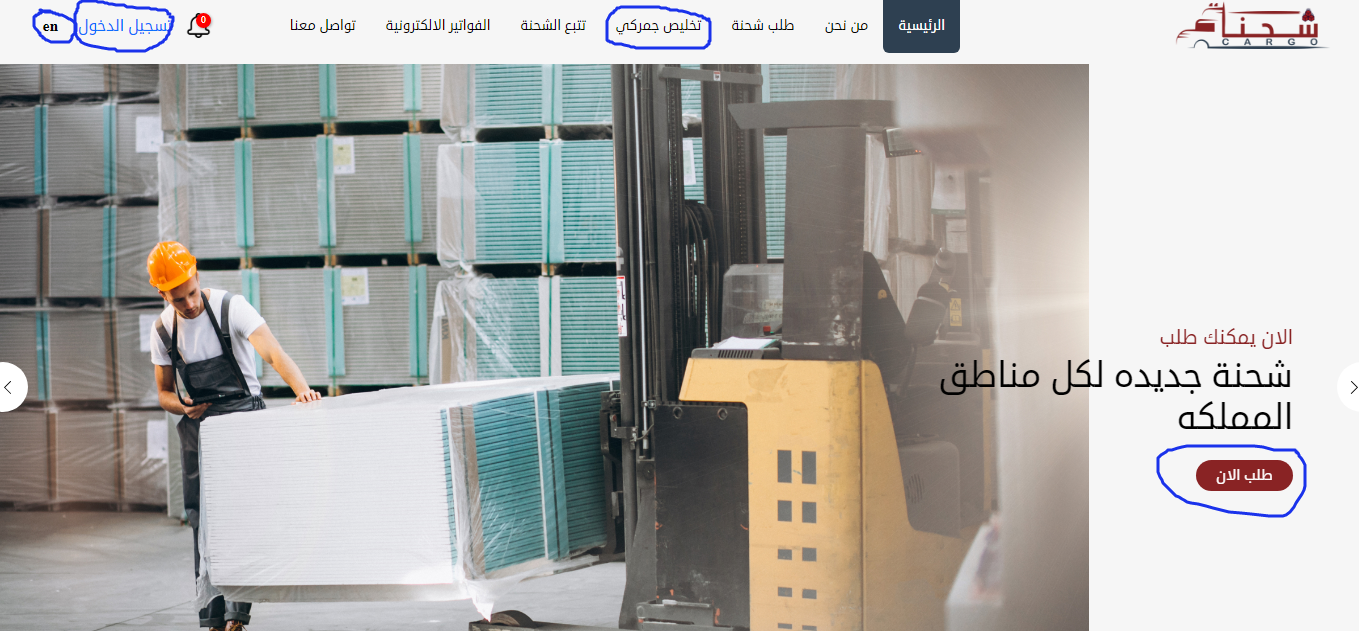 شحناتكم
CARGO
الرئيسية
من نحن
طلب شحنة
تخليص جمركي
تتبع الشحنة
الفواتير الالكترونية
تواصل معنا
0
تسجيل الدخول
en
الان يمكنك طلب
شحنة جديده لكل مناطق
المملكه
طلب الان